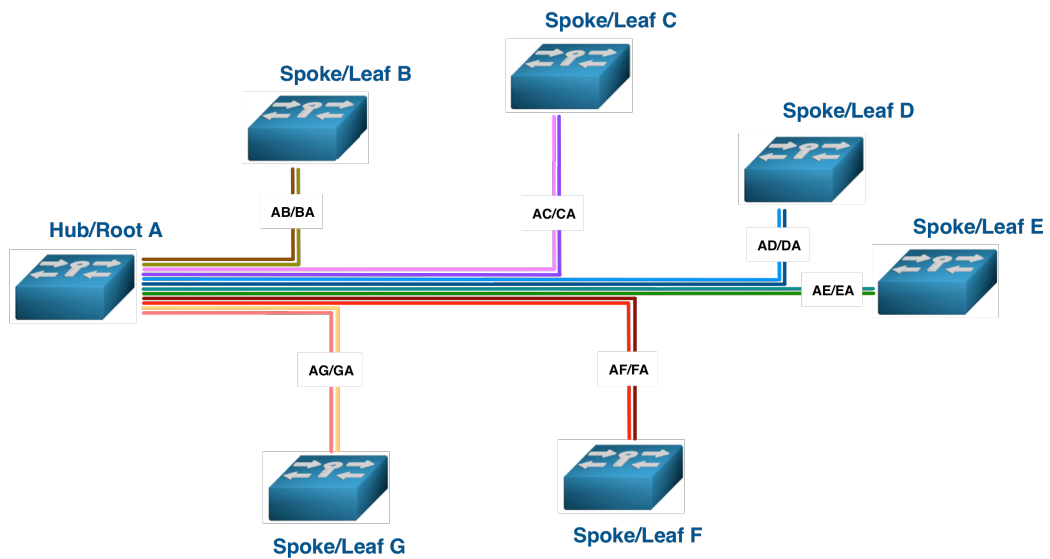 Spoke/Leaf C
Spoke/Leaf B
Spoke/Leaf D
AB/BA
AC/CA
Spoke/Leaf E
Hub/Root A
AD/DA
AE/EA
AG/GA
AF/FA
Spoke/Leaf F
Spoke/Leaf G